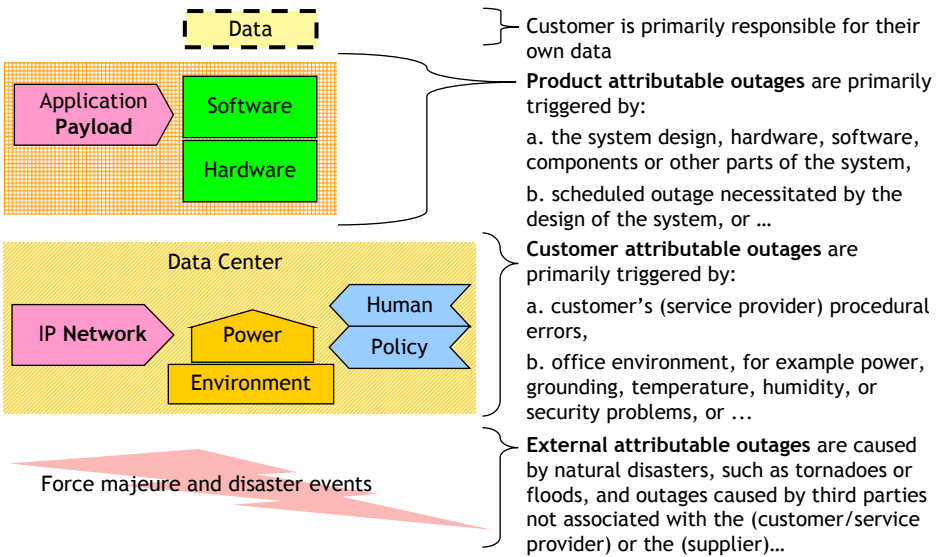 Data
Customer is primarily responsible for their
own data
Application
Payload
Software
Hardware
Product attributable outages are primarily
triggered by:
a. the system design, hardware, software,
components or other parts of the system,
b. scheduled outage necessitated by the
design of the system, or …
Data Center
IP Network
Power
Environment
Human
Policy
Customer attributable outages are
primarily triggered by:
a. customer’s (service provider) procedural
errors,
b. office environment, for example power,
grounding, temperature, humidity, or
security problems, or ...
Force majeure and disaster events
External attributable outages are caused
by natural disasters, such as tornadoes or
floods, and outages caused by third parties
not associated with the (customer/service
provider) or the (supplier)…